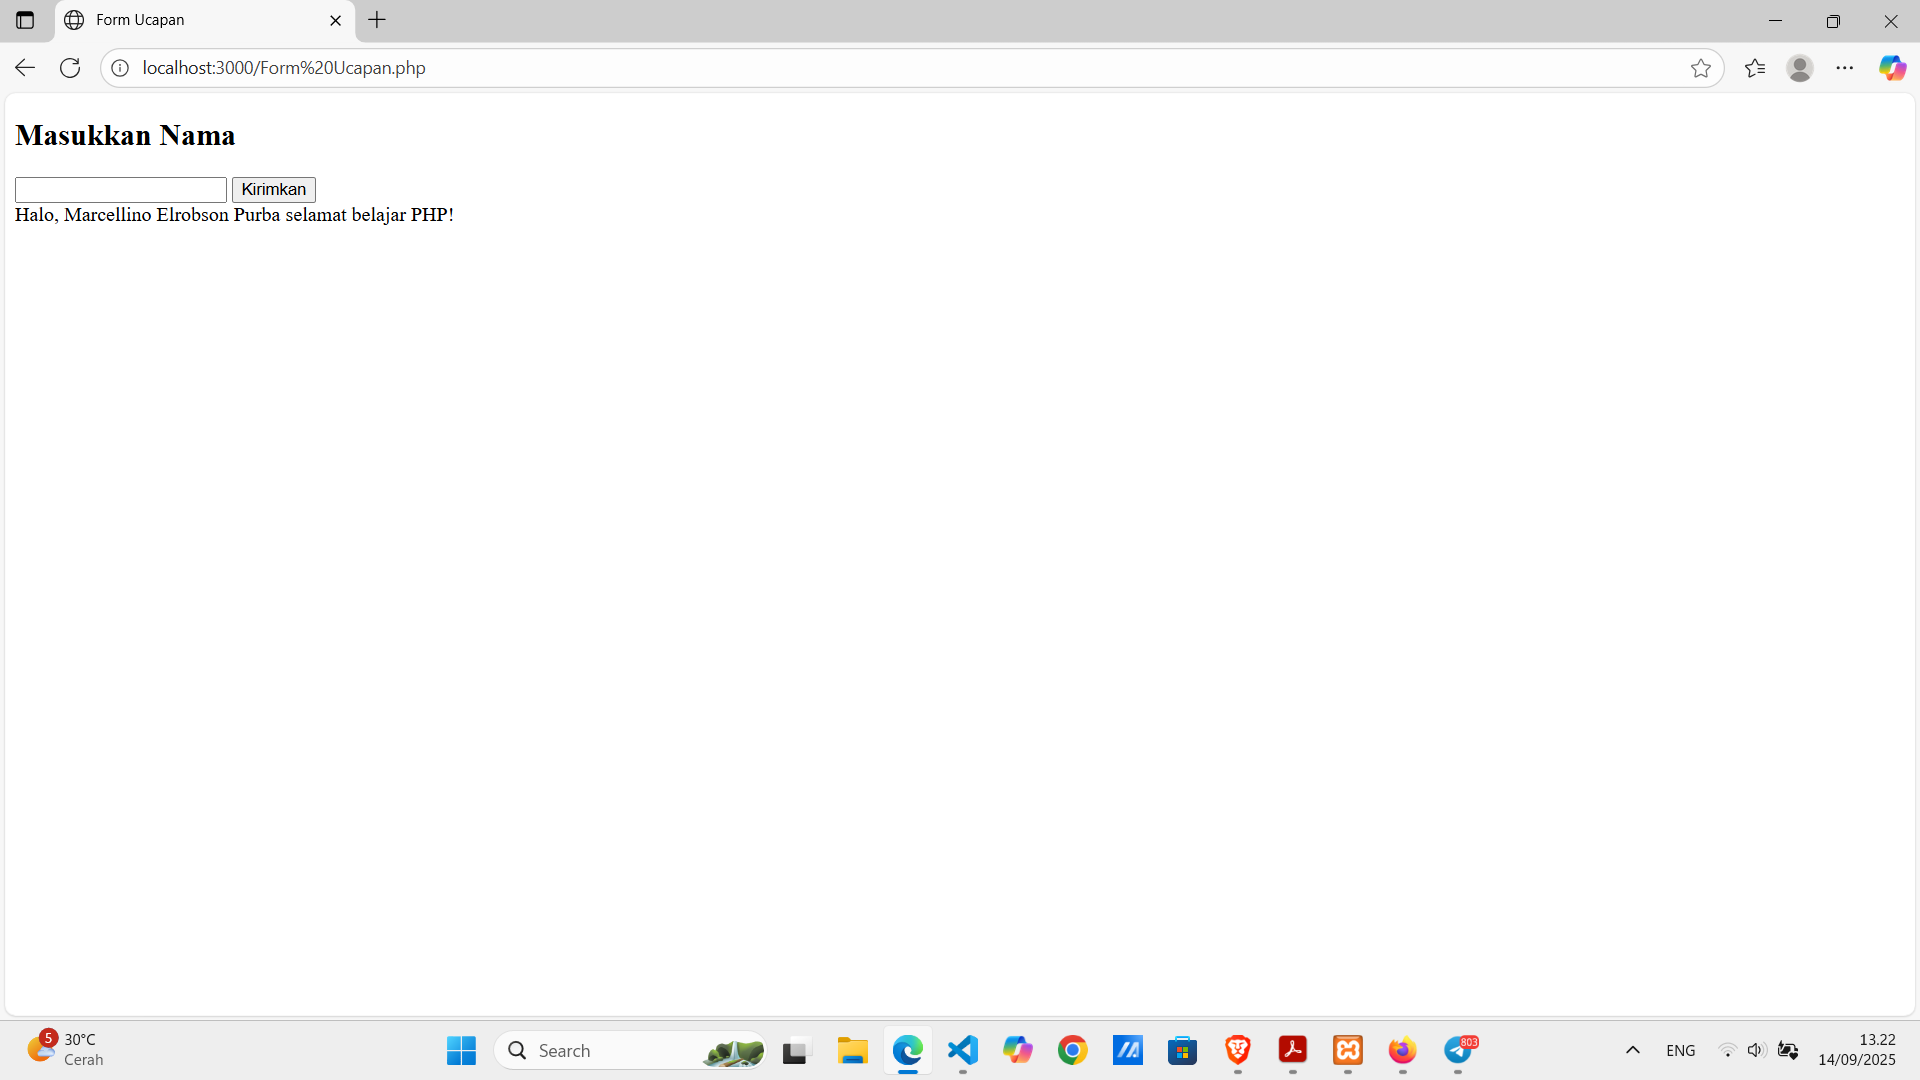 Form Ucapan
localhost:3000/Form%20Ucapan.php
Masukkan Nama
Kirimkan
Halo, Marcellino Elrobson Purba selamat belajar PHP!
5
30°C
Cerah
Search
803
ENG
13.22
14/09/2025